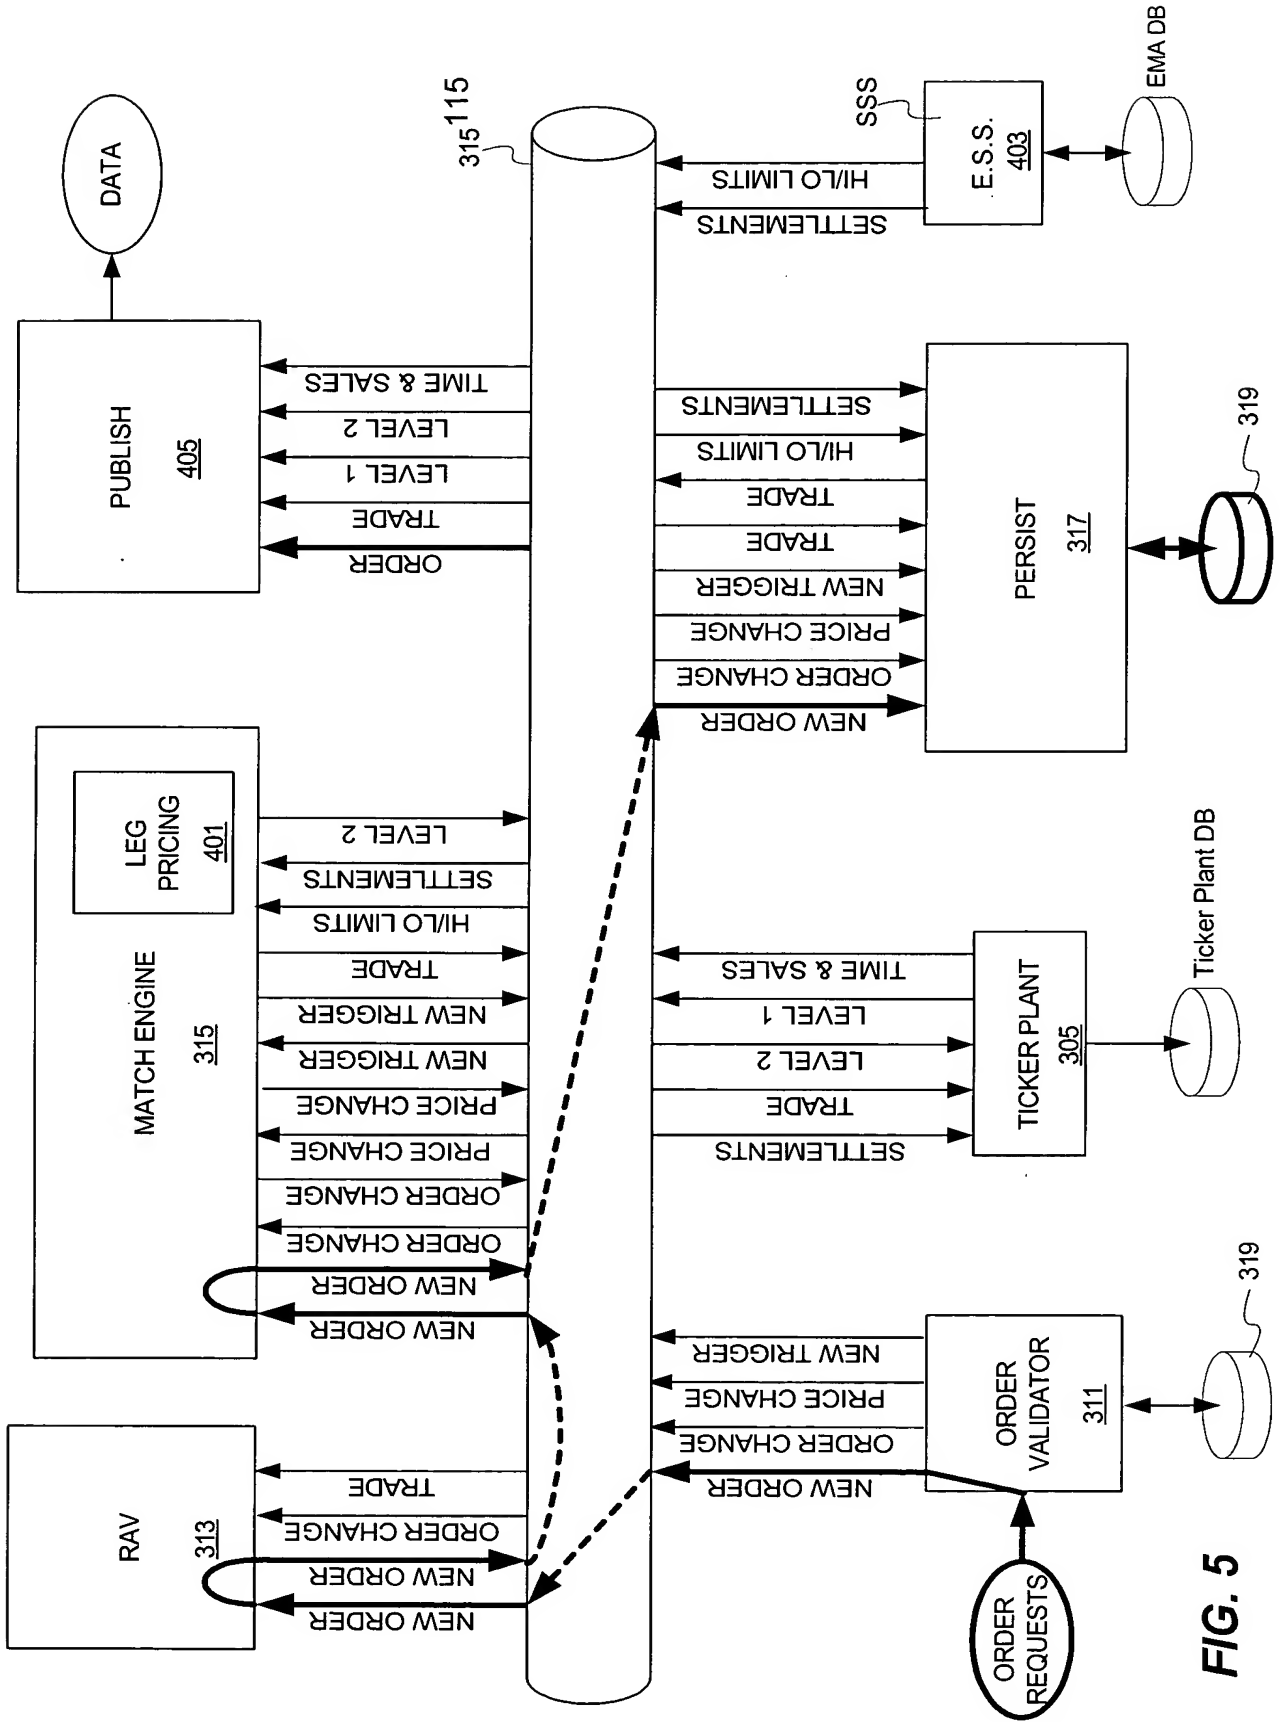 DATA
PUBLISH
405
TIME & SALES
LEVEL 2
LEVEL 1
TRADE
ORDER
MATCH ENGINE
315
LEG
PRICING
401
LEVEL 2
SETTLEMENTS
HI/LO LIMITS
TRADE
NEW TRIGGER
NEW TRIGGER
PRICE CHANGE
PRICE CHANGE
ORDER CHANGE
ORDER CHANGE
NEW ORDER
NEW ORDER
RAV
313
TRADE
ORDER CHANGE
NEW ORDER
NEW ORDER
315
115
SSS
E.S.S.
403
HI/LO LIMITS
SETTLEMENTS
EMA DB
PERSIST
317
SETTLEMENTS
HI/LO LIMITS
TRADE
TRADE
NEW TRIGGER
PRICE CHANGE
ORDER CHANGE
NEW ORDER
319
TICKER PLANT
305
TIME & SALES
LEVEL 1
LEVEL 2
TRADE
SETTLEMENTS
Ticker Plant DB
ORDER
VALIDATOR
311
NEW TRIGGER
PRICE CHANGE
ORDER CHANGE
NEW ORDER
319
ORDER
REQUESTS
FIG. 5